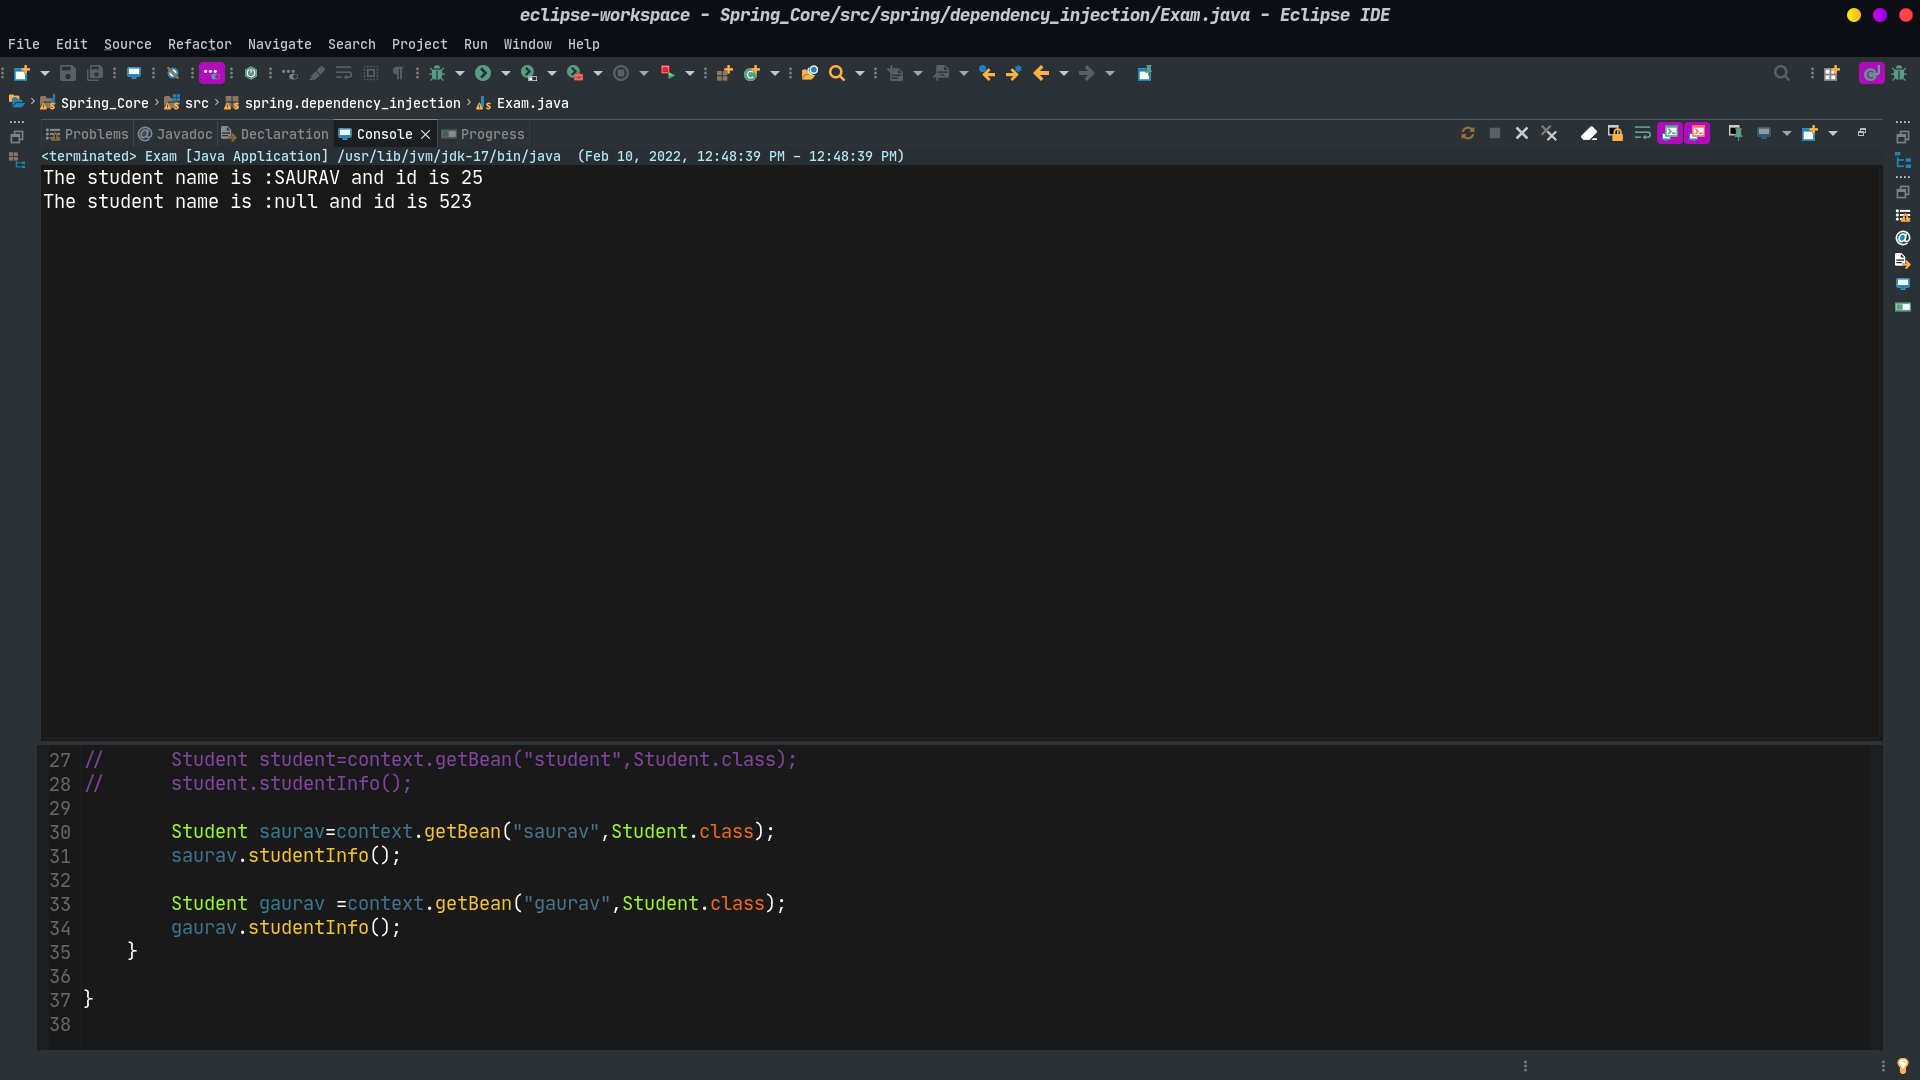 eclipse-workspace - Spring_Core/src/spring/dependency_injection/Exam.java - Eclipse IDE
File Edit Source Refactor Navigate Search Project Run Window Help
Spring_Core › src › spring.dependency_injection › Exam.java
Problems @ Javadoc Declaration Console Progress
<terminated> Exam [Java Application] /usr/lib/jvm/jdk-17/bin/java (Feb 10, 2022, 12:48:39 PM – 12:48:39 PM)
The student name is :SAURAV and id is 25
The student name is :null and id is 523
27 //      Student student=context.getBean("student",Student.class);
28 //      student.studentInfo();
29
30         Student saurav=context.getBean("saurav",Student.class);
31         saurav.studentInfo();
32
33         Student gaurav =context.getBean("gaurav",Student.class);
34         gaurav.studentInfo();
35     }
36
37 }
38